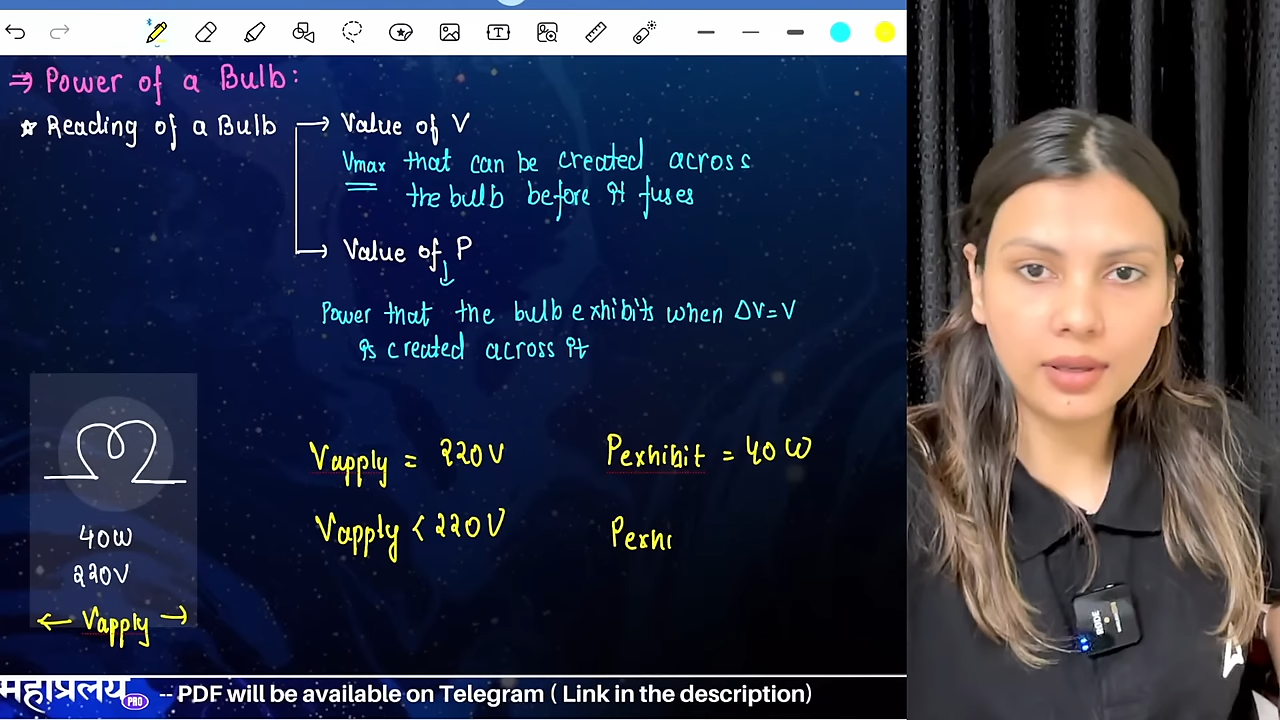 ⇒ Power of a Bulb:
★ Reading of a Bulb → Value of V
Vmax that can be created across
the bulb before it fuses
→ Value of P
Power that the bulb exhibits when ΔV=V
is created across it
Vapply = 220V Pexhibit = 40W
Vapply < 220V Pexhi
40W
220V
← Vapply →
महाप्रलय PRO -- PDF will be available on Telegram ( Link in the description)
RODE